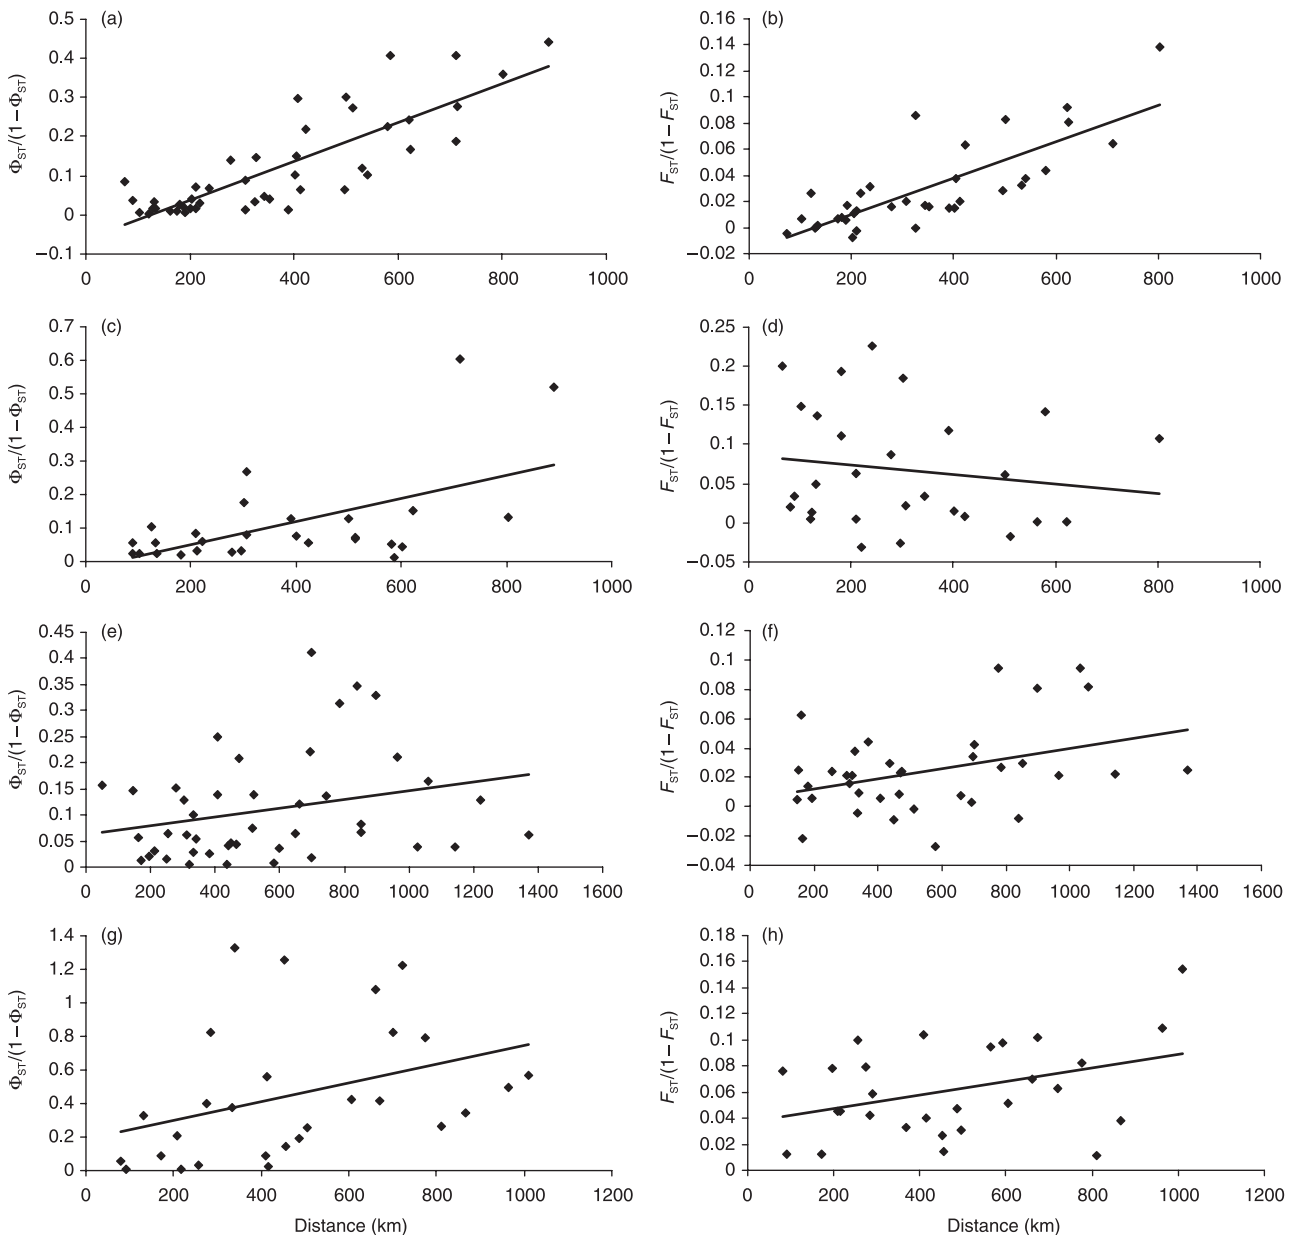 (a)
0.5
0.4
0.3
0.2
0.1
0
−0.1
ΦST/(1−ΦST)
0 200 400 600 800 1000
(b)
0.16
0.14
0.12
0.1
0.08
0.06
0.04
0.02
0
−0.02
FST/(1−FST)
0 200 400 600 800 1000
(c)
0.7
0.6
0.5
0.4
0.3
0.2
0.1
0
ΦST/(1−ΦST)
0 200 400 600 800 1000
(d)
0.25
0.2
0.15
0.1
0.05
0
−0.05
FST/(1−FST)
0 200 400 600 800 1000
(e)
0.45
0.4
0.35
0.3
0.25
0.2
0.15
0.1
0.05
0
ΦST/(1−ΦST)
0 200 400 600 800 1000 1200 1400 1600
(f)
0.12
0.1
0.08
0.06
0.04
0.02
0
−0.02
−0.04
FST/(1−FST)
0 200 400 600 800 1000 1200 1400 1600
(g)
1.4
1.2
1
0.8
0.6
0.4
0.2
0
ΦST/(1−ΦST)
0 200 400 600 800 1000 1200
Distance (km)
(h)
0.18
0.16
0.14
0.12
0.1
0.08
0.06
0.04
0.02
0
FST/(1−FST)
0 200 400 600 800 1000 1200
Distance (km)